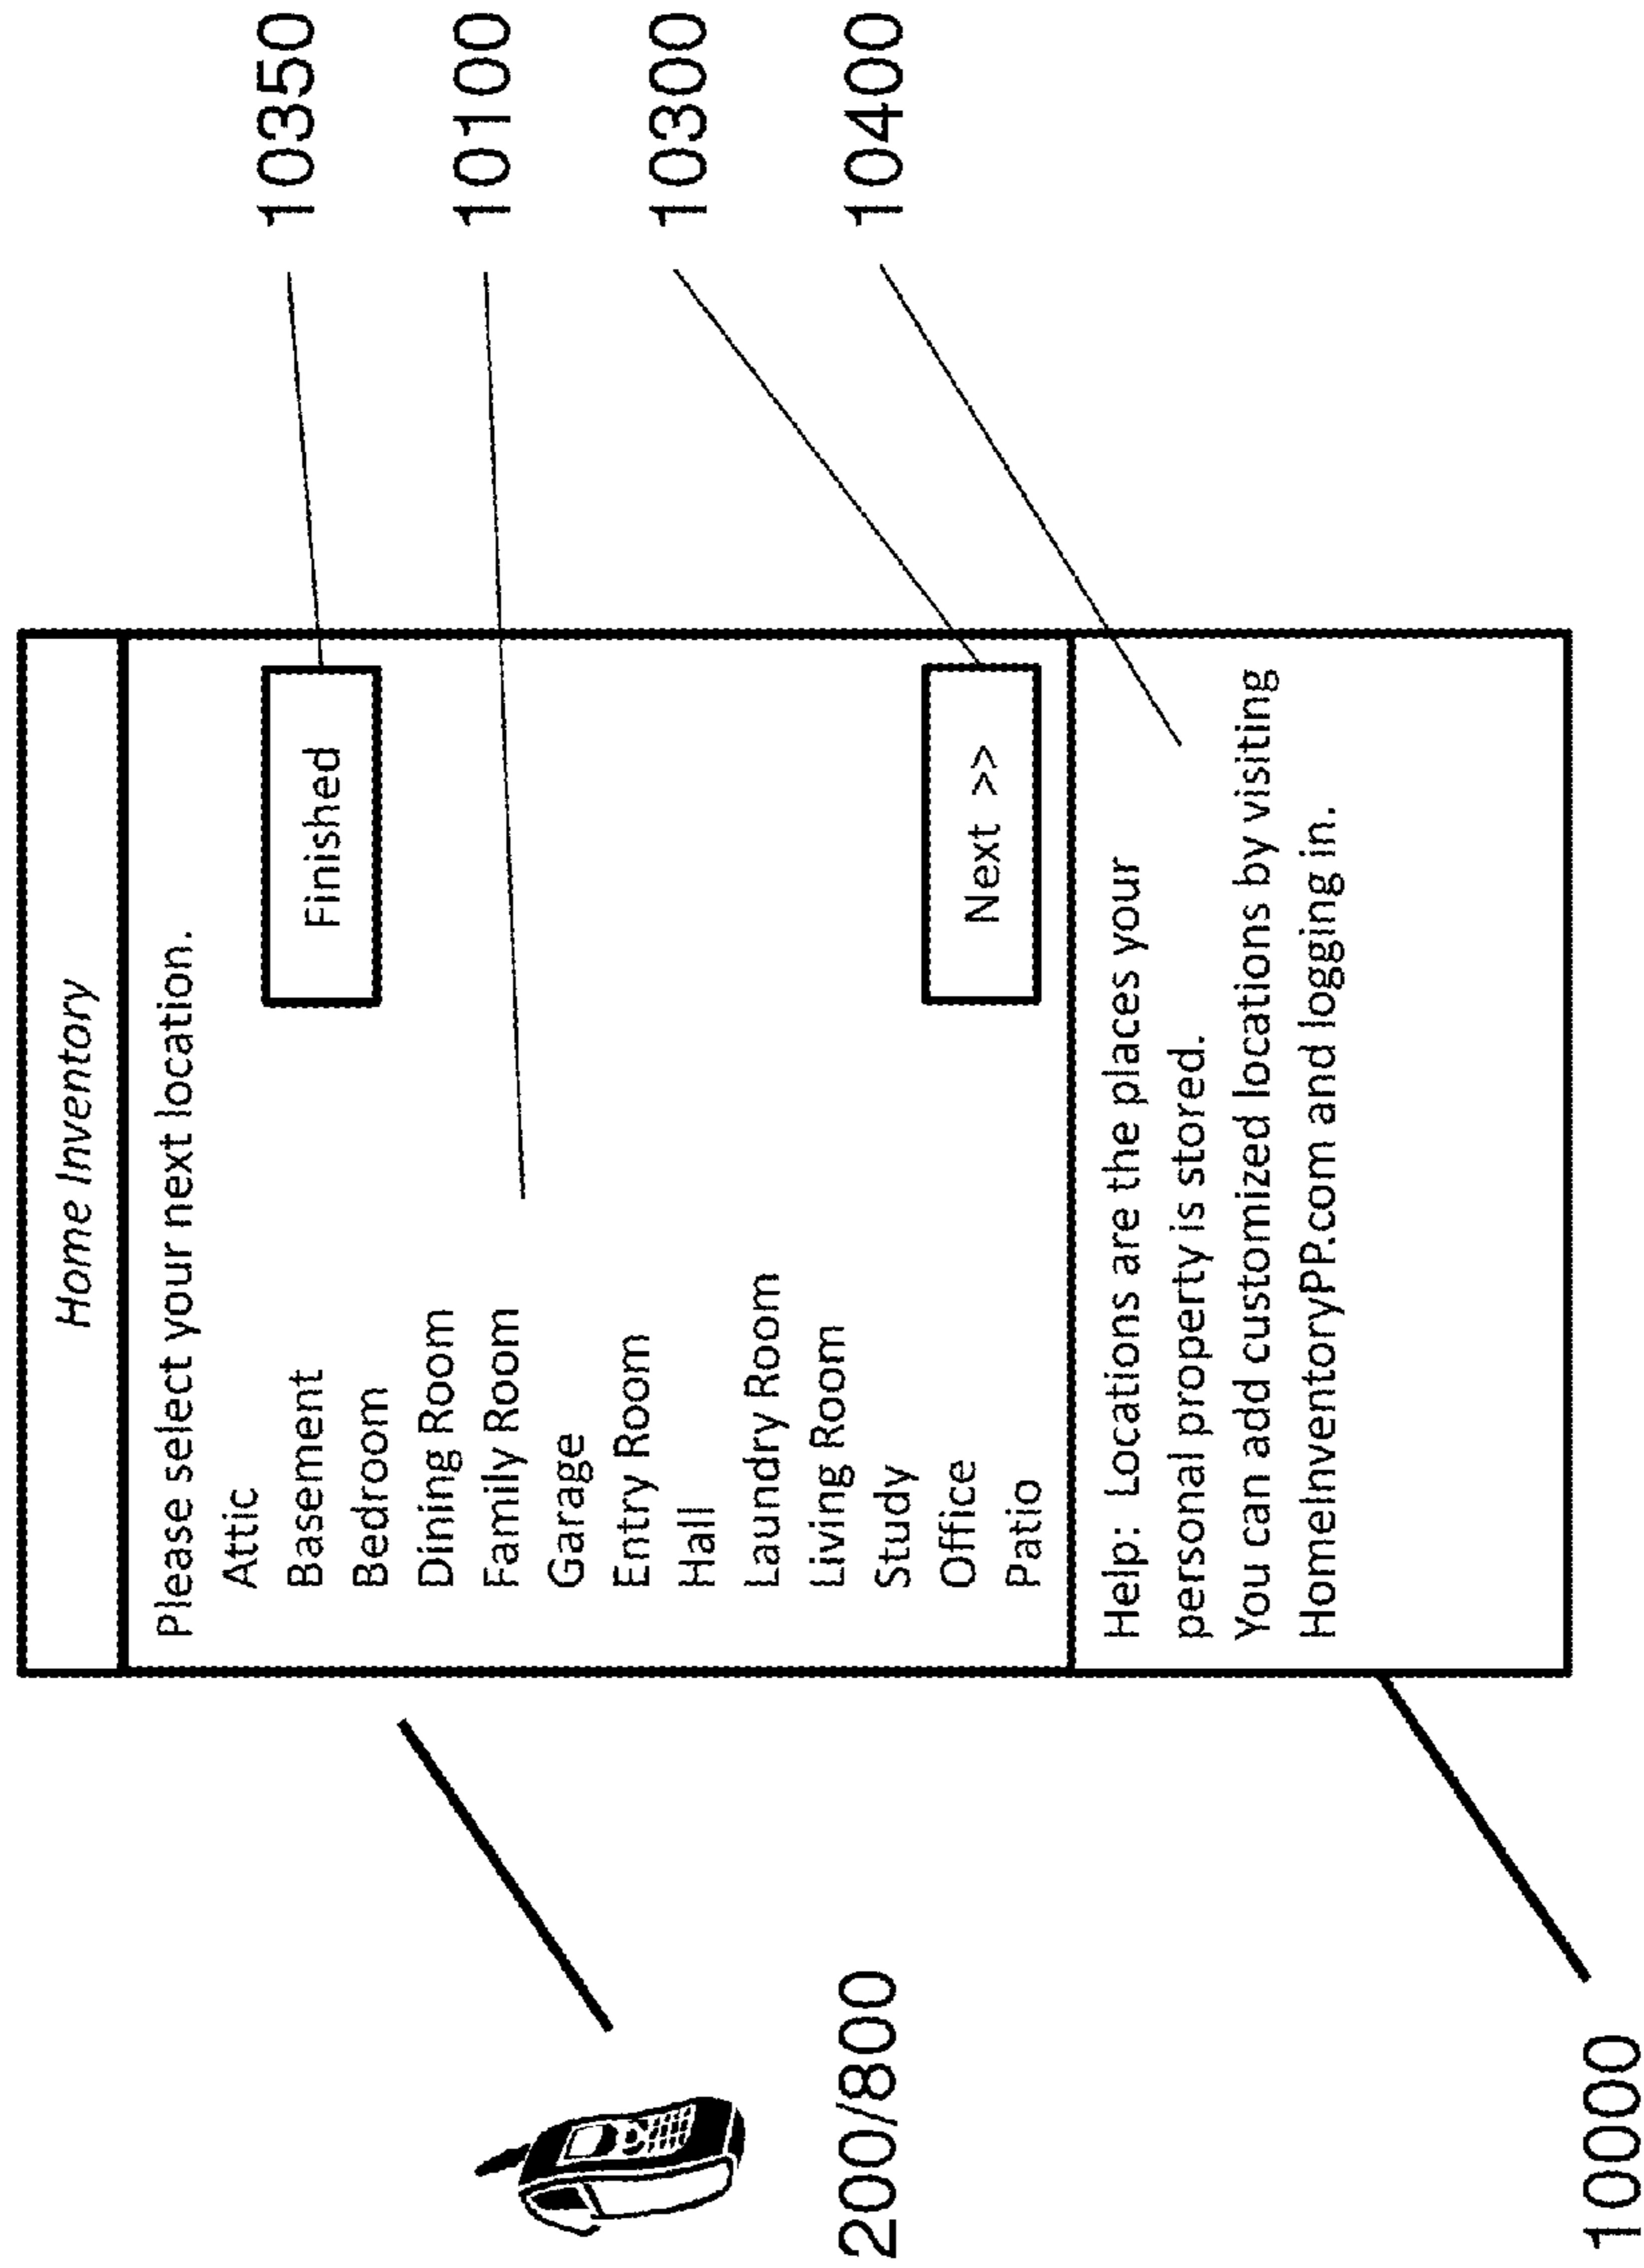 Home Inventory
Please select your next location.
Attic
Basement
Bedroom
Dining Room
Family Room
Garage
Entry Room
Hall
Laundry Room
Living Room
Study
Office
Patio
Finished
Next >>
Help: Locations are the places your
personal property is stored.
You can add customized locations by visiting
HomeInventoryPP.com and logging in.
10350
10100
10300
10400
200/800
10000